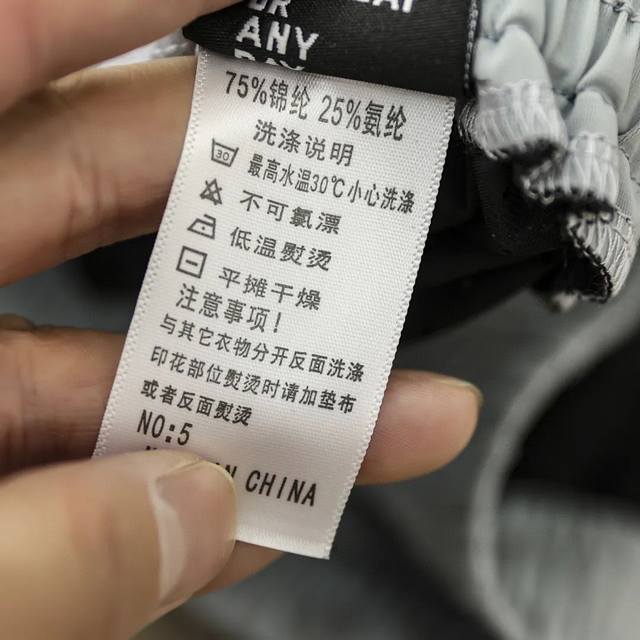 OR
ANY
75%锦纶 25%氨纶
洗涤说明
30
最高水温30℃小心洗涤
不可氯漂
低温熨烫
平摊干燥
注意事项!
与其它衣物分开反面洗涤
印花部位熨烫时请加垫布
或者反面熨烫
NO:5
CHINA